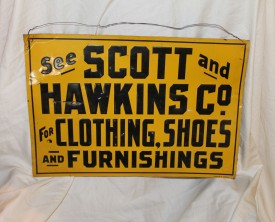 See SCOTT and
HAWKINS CO.
FOR CLOTHING, SHOES
AND FURNISHINGS